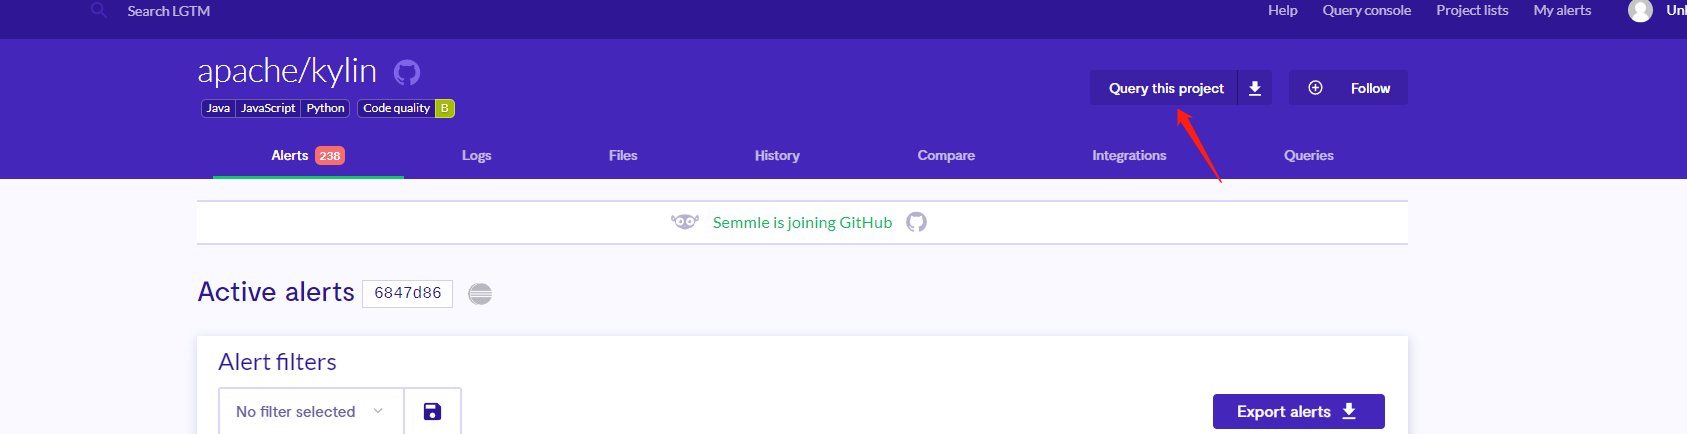 Search LGTM
Help Query console Project lists My alerts
apache/kylin
Query this project Follow
Java JavaScript Python Code quality B
Alerts 238 Logs Files History Compare Integrations Queries
Semmle is joining GitHub
Active alerts 6847d86
Alert filters
No filter selected
Export alerts